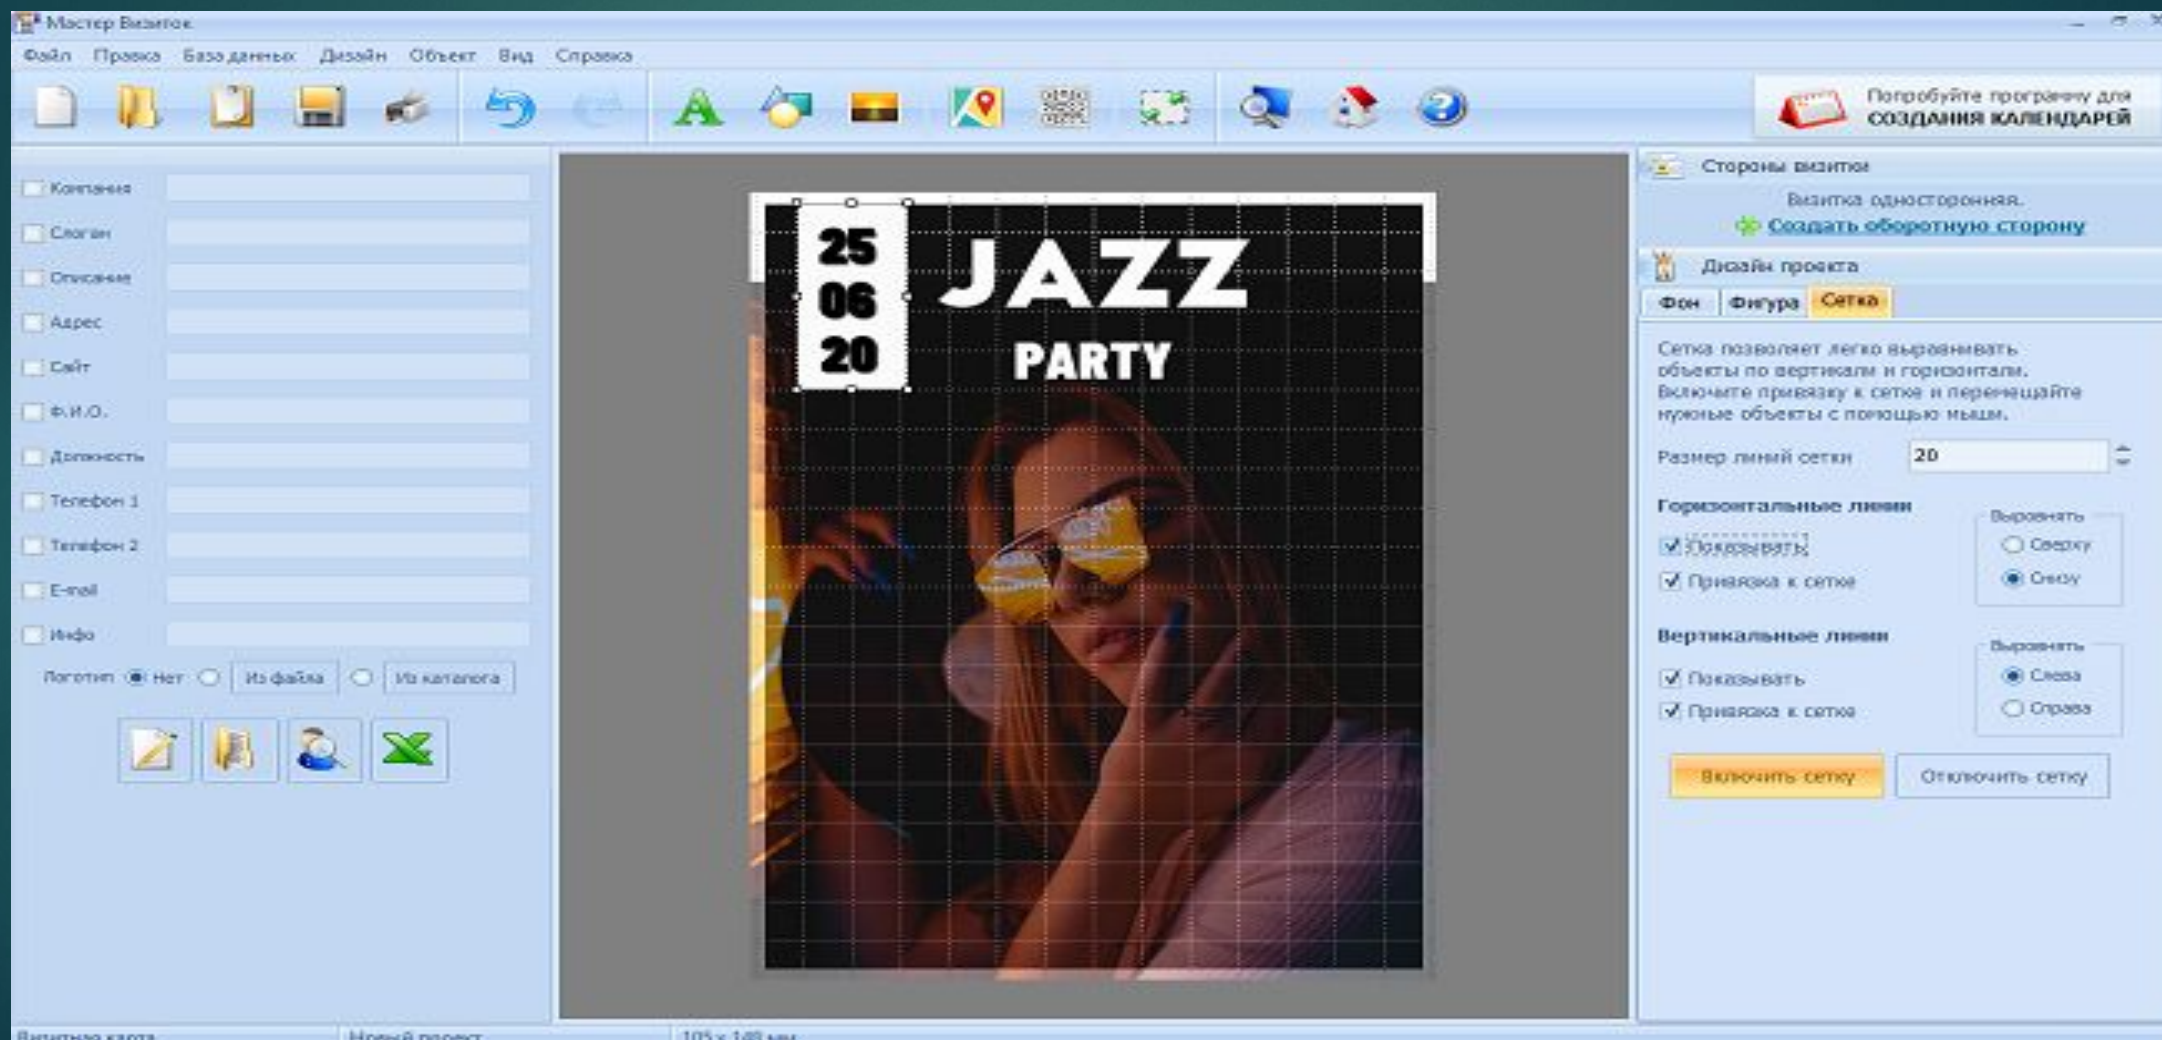 Мастер Визиток
Файл Правка База данных Дизайн Объект Вид Справка
Попробуйте программу для
СОЗДАНИЯ КАЛЕНДАРЕЙ
Компания
Слоган
Описание
Адрес
Сайт
Ф.И.О.
Должность
Телефон 1
Телефон 2
E-mail
Инфо
Логотип Нет Из файла Из каталога
25
06
20
JAZZ
PARTY
Стороны визитки
Визитка односторонняя.
Создать оборотную сторону
Дизайн проекта
Фон Фигура Сетка
Сетка позволяет легко выравнивать
объекты по вертикали и горизонтали.
Включите привязку к сетке и перемещайте
нужные объекты с помощью мыши.
Размер линий сетки 20
Горизонтальные линии
Выровнять
Показывать
Сверху
Привязка к сетке
Снизу
Вертикальные линии
Выровнять
Показывать
Слева
Привязка к сетке
Справа
Включить сетку Отключить сетку
Визитная карта Новый проект 105 x 148 мм